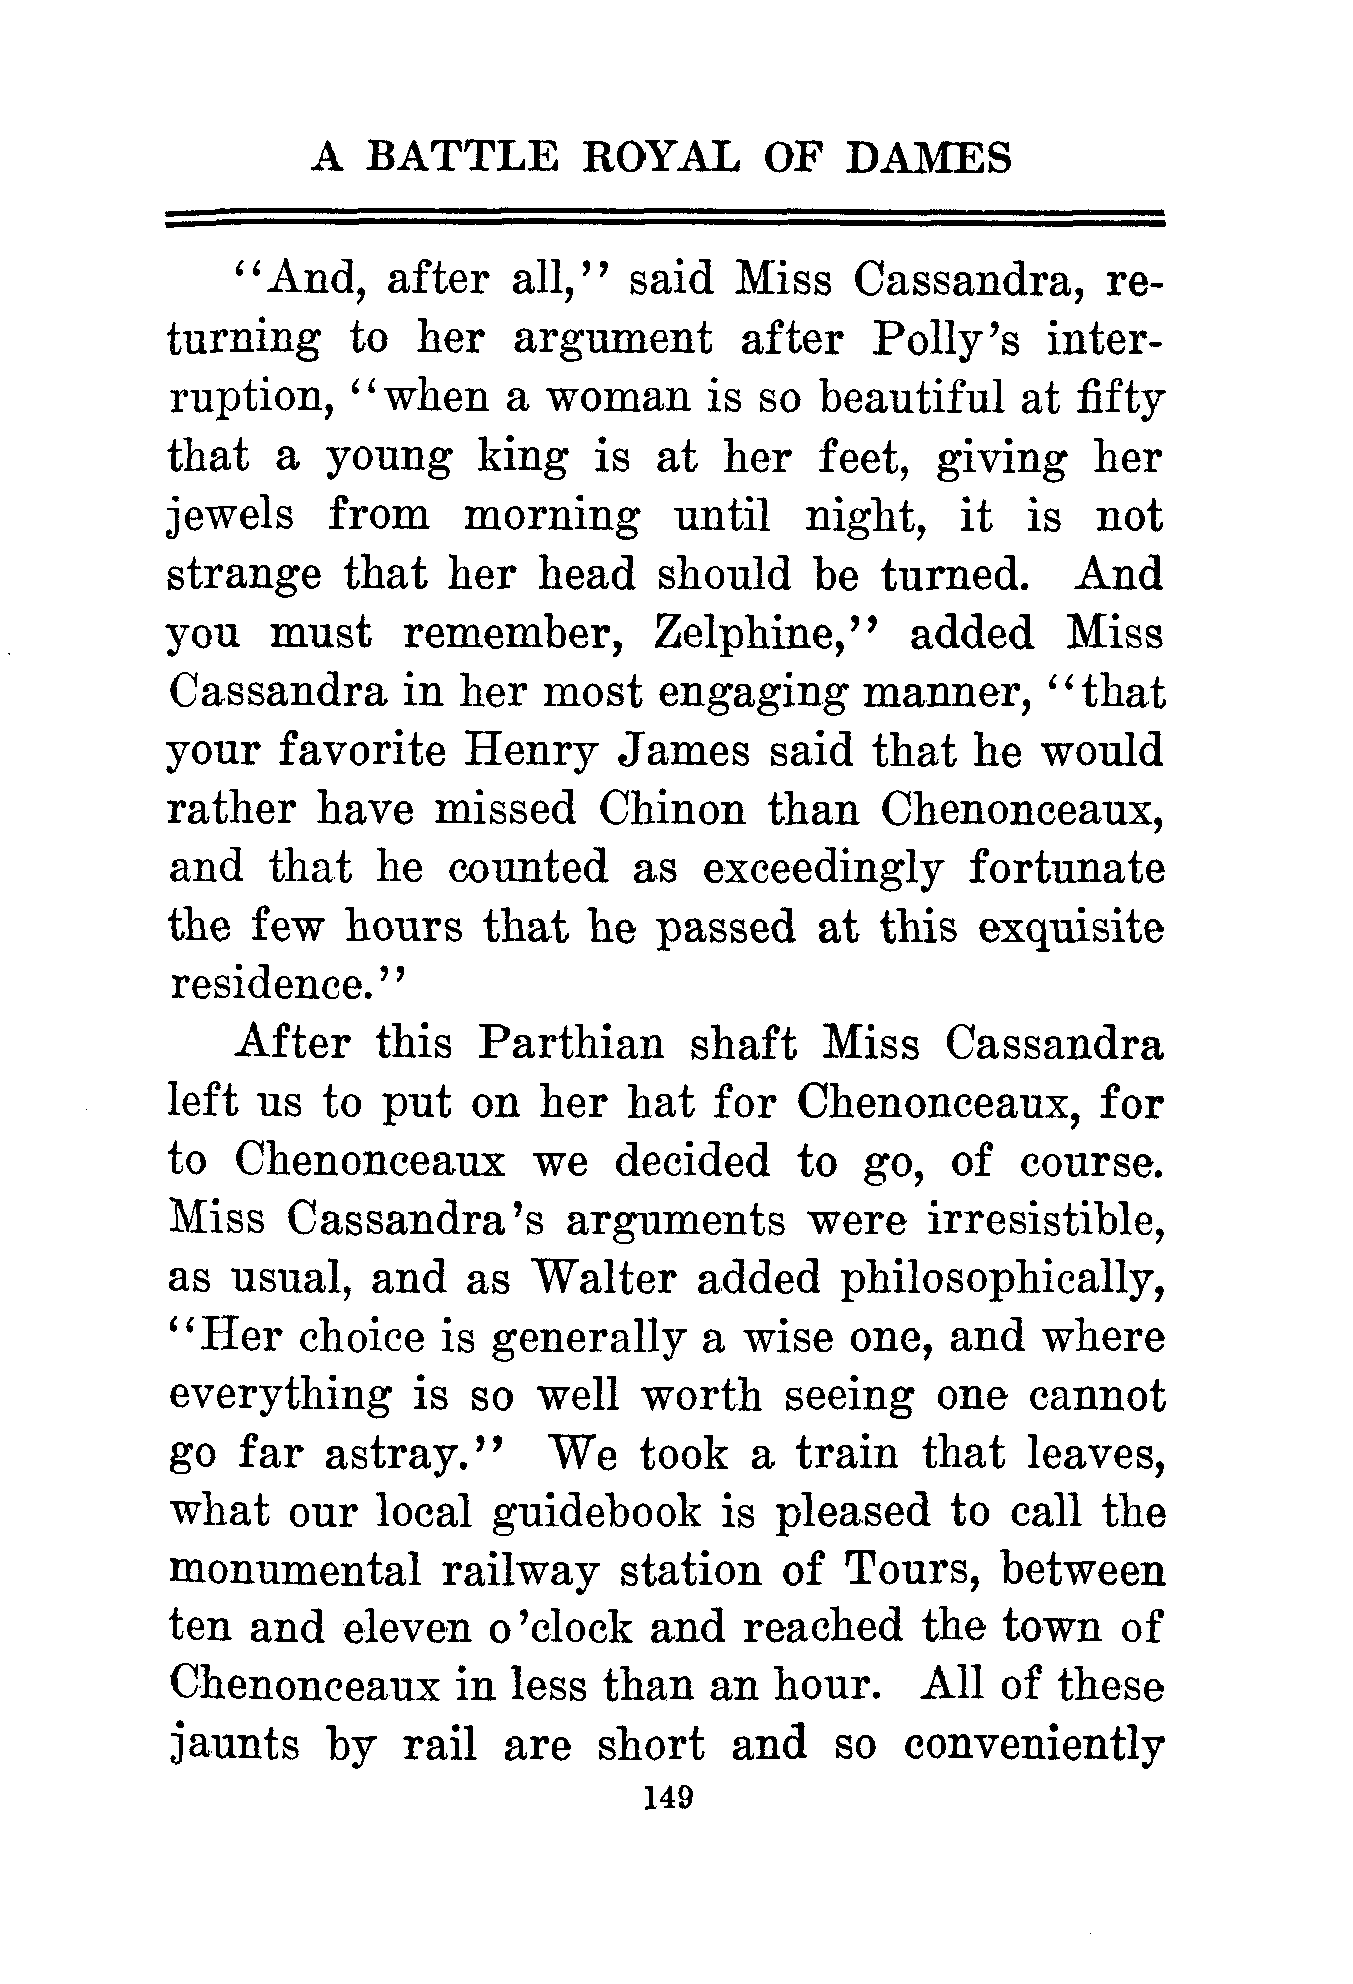 A BATTLE ROYAL OF DAMES
"And, after all," said Miss Cassandra, re-
turning to her argument after Polly's inter-
ruption, "when a woman is so beautiful at fifty
that a young king is at her feet, giving her
jewels from morning until night, it is not
strange that her head should be turned. And
you must remember, Zelphine," added Miss
Cassandra in her most engaging manner, "that
your favorite Henry James said that he would
rather have missed Chinon than Chenonceaux,
and that he counted as exceedingly fortunate
the few hours that he passed at this exquisite
residence."
After this Parthian shaft Miss Cassandra
left us to put on her hat for Chenonceaux, for
to Chenonceaux we decided to go, of course.
Miss Cassandra's arguments were irresistible,
as usual, and as Walter added philosophically,
"Her choice is generally a wise one, and where
everything is so well worth seeing one cannot
go far astray." We took a train that leaves,
what our local guidebook is pleased to call the
monumental railway station of Tours, between
ten and eleven o'clock and reached the town of
Chenonceaux in less than an hour. All of these
jaunts by rail are short and so conveniently
149